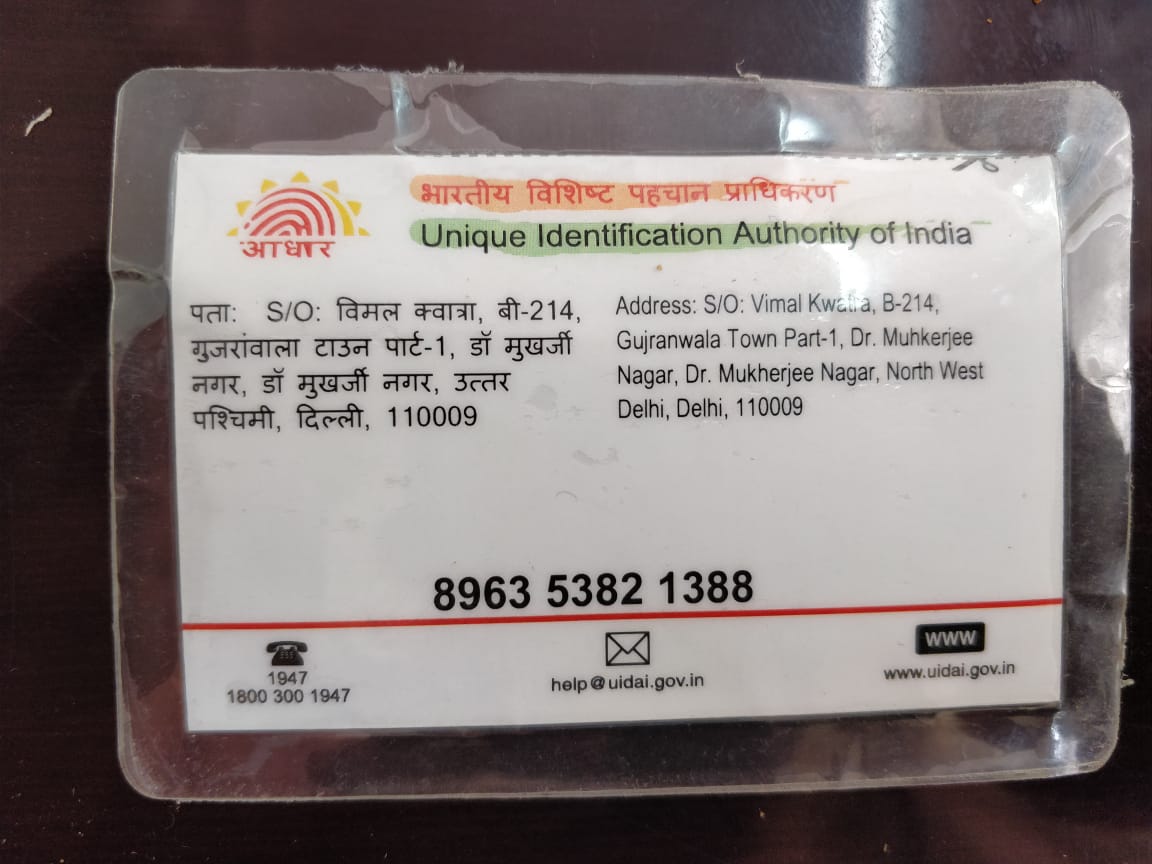 भारतीय विशिष्ट पहचान प्राधिकरण
Unique Identification Authority of India
आधार
पता: S/O: विमल क्वात्रा, बी-214,
गुजरांवाला टाउन पार्ट-1, डॉ मुखर्जी
नगर, डॉ मुखर्जी नगर, उत्तर
पश्चिमी, दिल्ली, 110009
Address: S/O: Vimal Kwatra, B-214,
Gujranwala Town Part-1, Dr. Muhkerjee
Nagar, Dr. Mukherjee Nagar, North West
Delhi, Delhi, 110009
8963 5382 1388
1947
1800 300 1947
help@uidai.gov.in
www
www.uidai.gov.in